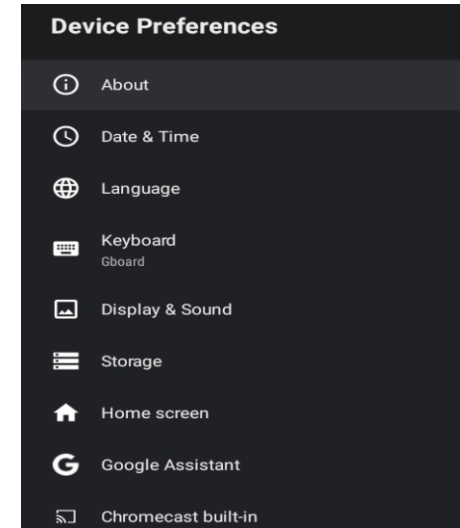 Device Preferences
About
Date & Time
Language
Keyboard
Gboard
Display & Sound
Storage
Home screen
Google Assistant
Chromecast built-in